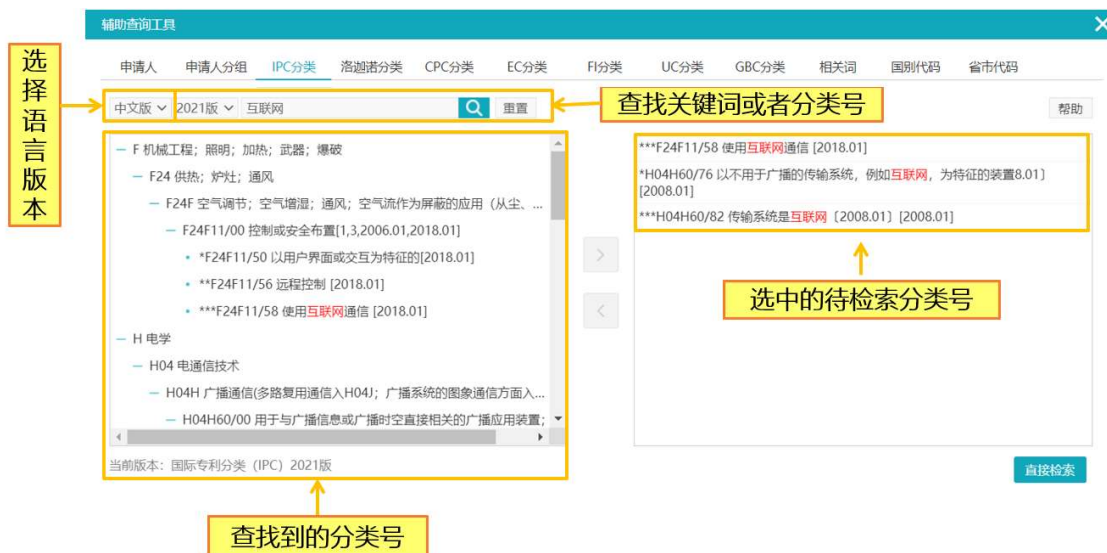 辅助查询工具
申请人 申请人分组 IPC分类 洛迦诺分类 CPC分类 EC分类 FI分类 UC分类 GBC分类 相关词 国别代码 省市代码
选择语言版本
中文版 2021版 互联网 重置
查找关键词或者分类号
帮助
F 机械工程；照明；加热；武器；爆破
F24 供热；炉灶；通风
F24F 空气调节；空气增湿；通风；空气流作为屏蔽的应用（从尘、...
F24F11/00 控制或安全布置[1,3,2006.01,2018.01]
*F24F11/50 以用户界面或交互为特征的[2018.01]
**F24F11/56 远程控制 [2018.01]
***F24F11/58 使用互联网通信 [2018.01]
H 电学
H04 电通信技术
H04H 广播通信(多路复用通信入H04J；广播系统的图象通信方面入...
H04H60/00 用于与广播信息或广播时空直接相关的广播应用装置；
当前版本：国际专利分类（IPC）2021版
查找到的分类号
***F24F11/58 使用互联网通信 [2018.01]
*H04H60/76 以不用于广播的传输系统，例如互联网，为特征的装置8.01〕
[2008.01]
***H04H60/82 传输系统是互联网〔2008.01〕[2008.01]
选中的待检索分类号
直接检索